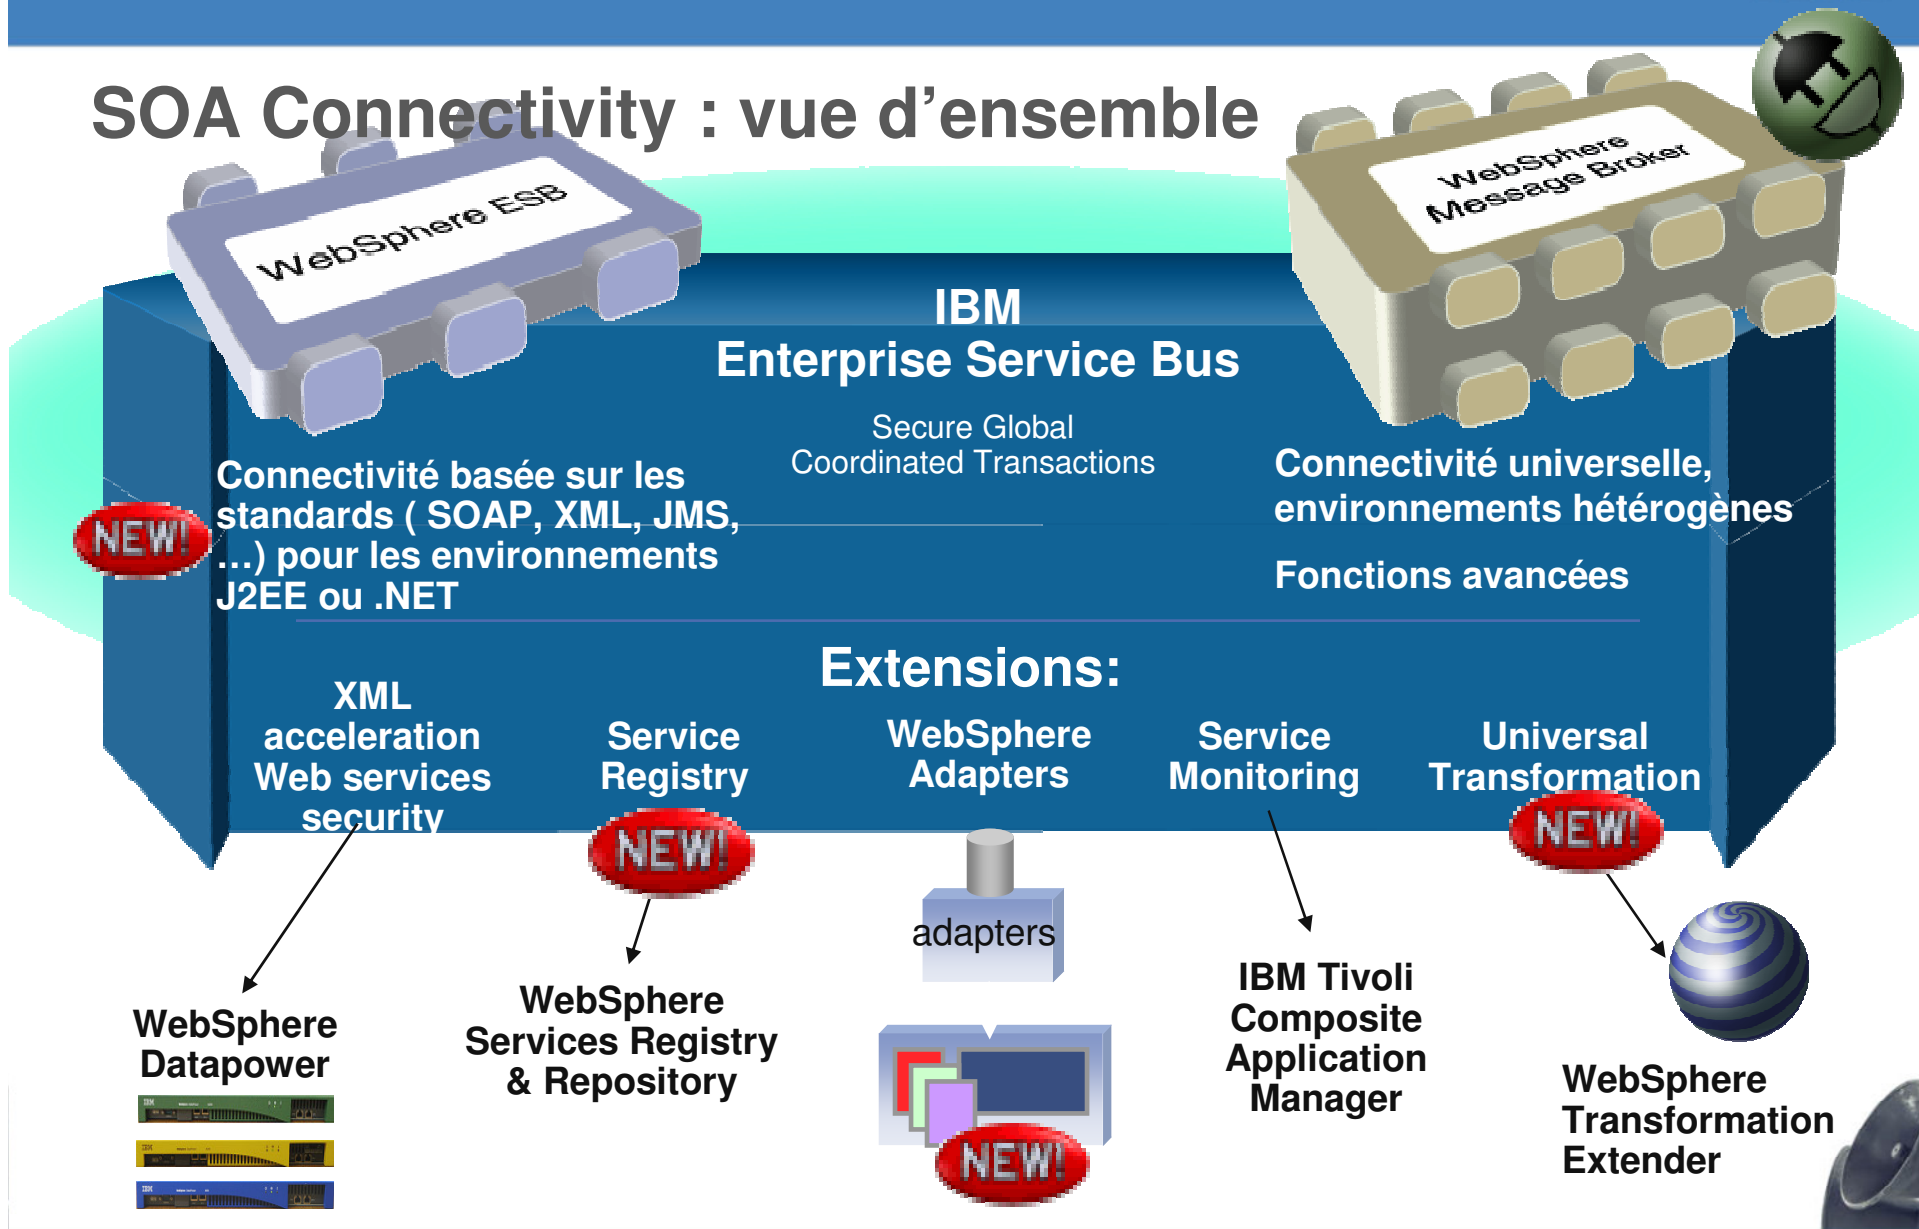 SOA Connectivity : vue d’ensemble
WebSphere ESB
WebSphere
Message Broker
IBM
Enterprise Service Bus
Secure Global
Coordinated Transactions
Connectivité basée sur les
standards ( SOAP, XML, JMS,
…) pour les environnements
J2EE ou .NET
NEW!
Connectivité universelle,
environnements hétérogènes
Fonctions avancées
Extensions:
XML
acceleration
Web services
security
Service
Registry
NEW!
WebSphere
Adapters
Service
Monitoring
Universal
Transformation
NEW!
adapters
WebSphere
Datapower
IBM
IBM
IBM
WebSphere
Services Registry
& Repository
NEW!
IBM Tivoli
Composite
Application
Manager
WebSphere
Transformation
Extender